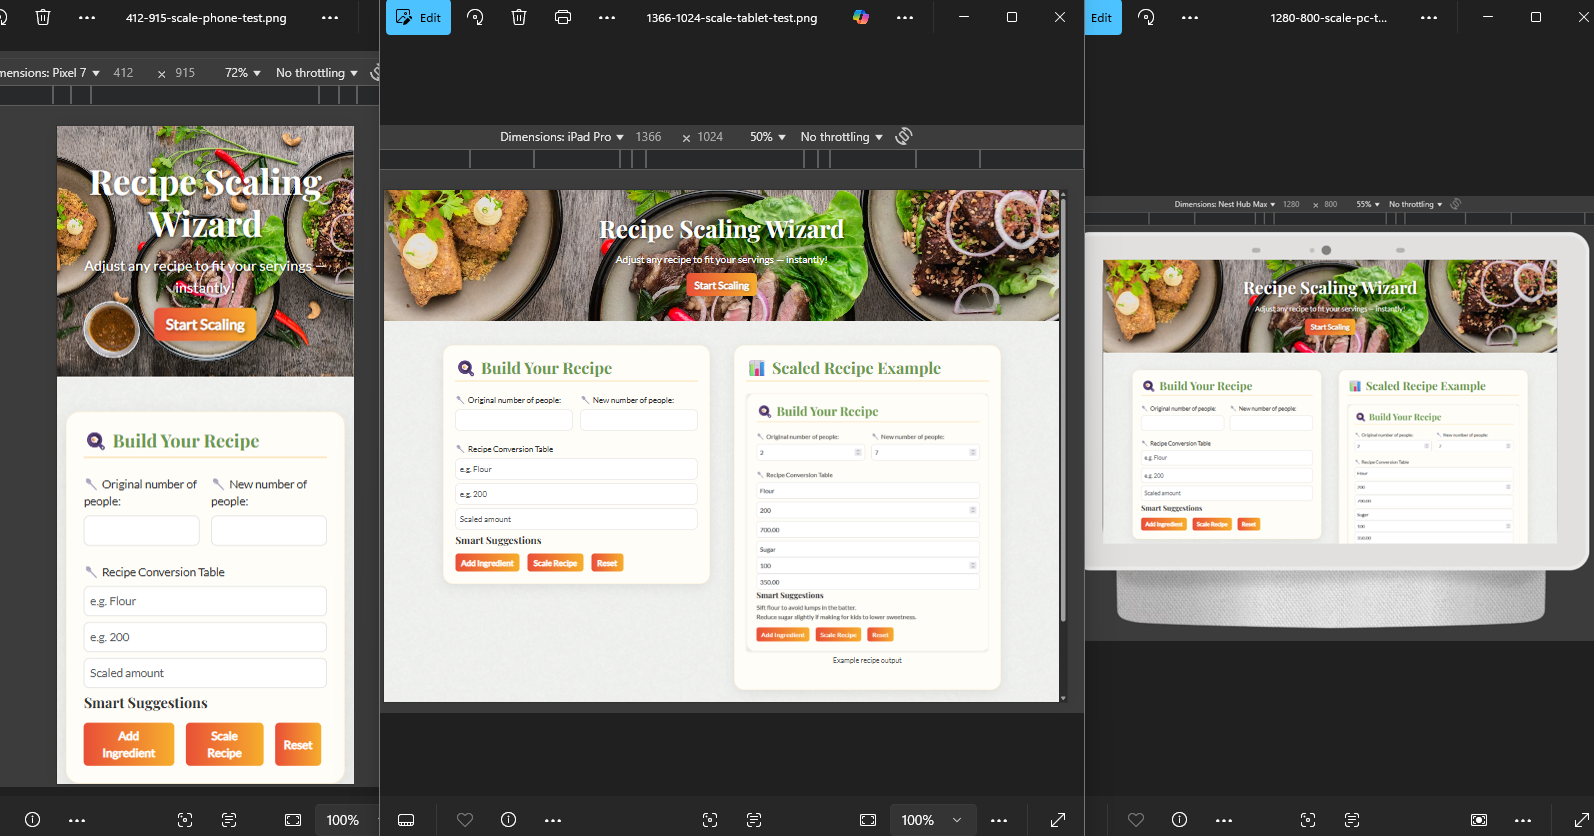 412-915-scale-phone-test.png
mensions: Pixel 7 412 × 915 72% No throttling
Recipe Scaling
Wizard
Adjust any recipe to fit your servings —
instantly!
Start Scaling
Build Your Recipe
Original number of
people:
New number of
people:
Recipe Conversion Table
e.g. Flour
e.g. 200
Scaled amount
Smart Suggestions
Add
Ingredient
Scale
Recipe
Reset
100%
Edit
1366-1024-scale-tablet-test.png
Dimensions: iPad Pro 1366 × 1024 50% No throttling
Recipe Scaling Wizard
Adjust any recipe to fit your servings — instantly!
Start Scaling
Build Your Recipe
Original number of people:
New number of people:
Recipe Conversion Table
e.g. Flour
e.g. 200
Scaled amount
Smart Suggestions
Add Ingredient
Scale Recipe
Reset
Scaled Recipe Example
Build Your Recipe
Original number of people:
New number of people:
2
7
Recipe Conversion Table
Flour
200
700.00
Sugar
100
350.00
Smart Suggestions
Sift flour to avoid lumps in the batter.
Reduce sugar slightly if making for kids to lower sweetness.
Add Ingredient
Scale Recipe
Reset
Example recipe output
100%
Edit
1280-800-scale-pc-t...
Dimensions: Nest Hub Max 1280 × 800 55% No throttling
Recipe Scaling Wizard
Adjust any recipe to fit your servings — instantly!
Start Scaling
Build Your Recipe
Original number of people:
New number of people:
Recipe Conversion Table
e.g. Flour
e.g. 200
Scaled amount
Smart Suggestions
Add Ingredient
Scale Recipe
Reset
Scaled Recipe Example
Build Your Recipe
Original number of people:
New number of people:
2
7
Recipe Conversion Table
Flour
200
700.00
Sugar
100
350.00